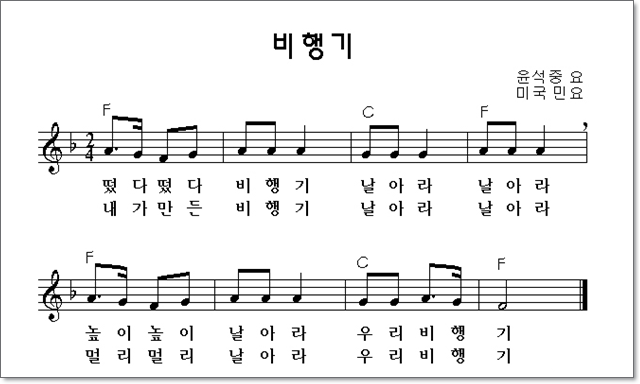 비행기
윤석중 요
미국 민요
F C F
2
4
떴 다 떴 다 비 행 기 날 아 라 날 아 라
내 가 만 든 비 행 기 날 아 라 날 아 라
F C F
높 이 높 이 날 아 라 우 리 비 행 기
멀 리 멀 리 날 아 라 우 리 비 행 기